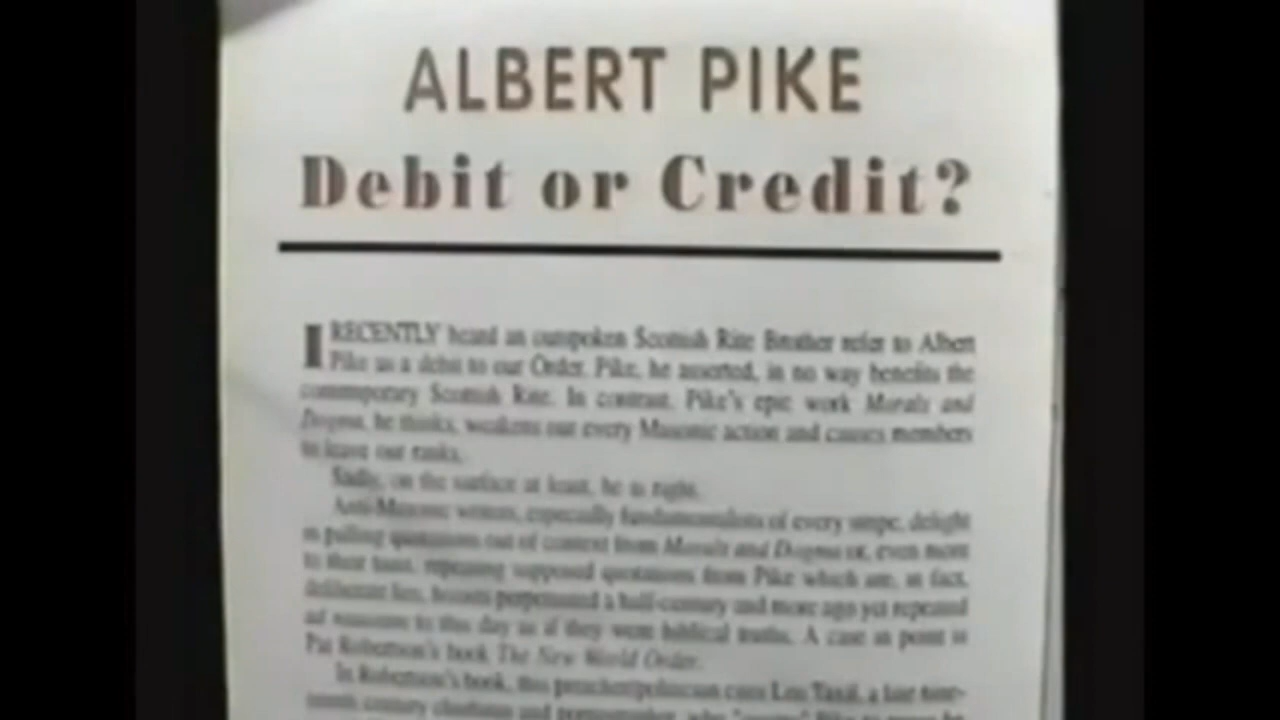 ALBERT PIKE
Debit or Credit?
I RECENTLY heard an outspoken Scottish Rite Brother refer to Albert
Pike as a debit to our Order. Pike, he asserted, in no way benefits the
contemporary Scottish Rite. In contrast, Pike's epic work Morals and
Dogma, he thinks, weakens our every Masonic action and causes members
to leave our ranks.
Sadly, on the surface at least, he is right.
Anti-Masonic writers, especially fundamentalists of every stripe, delight
in pulling quotations out of context from Morals and Dogma or, even more
to their taste, repeating supposed quotations from Pike which are, in fact,
deliberate lies, hoaxes perpetrated a half-century and more ago yet repeated
ad nauseam to this day as if they were biblical truths. A case in point is
Pat Robertson's book The New World Order.
In Robertson's book, this preacher/politician cites Leo Taxil, a late nine-
teenth century charlatan and pornographer, who